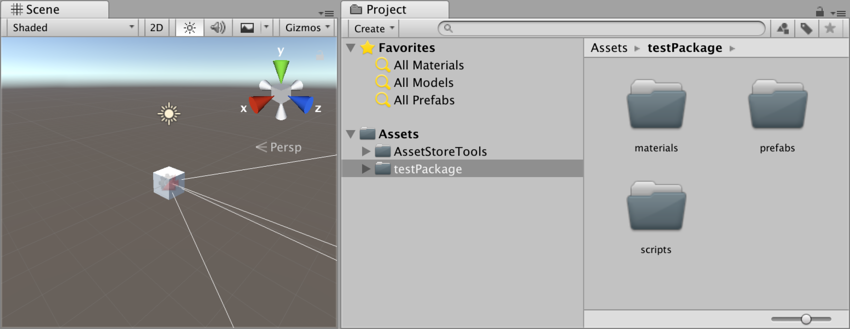 Scene
Shaded
2D
Gizmos
y
x
z
Persp
Project
Create
Favorites
All Materials
All Models
All Prefabs
Assets
AssetStoreTools
testPackage
Assets testPackage
materials
prefabs
scripts